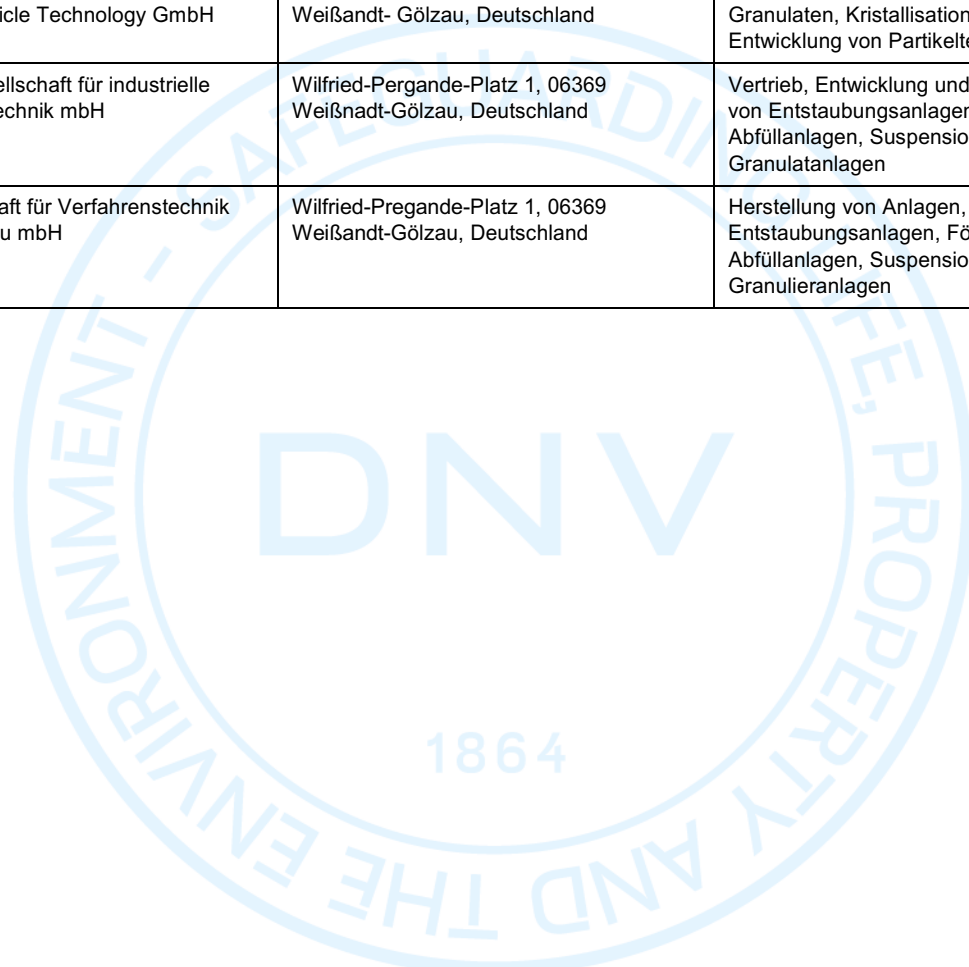 icle Technology GmbH
Weißandt- Gölzau, Deutschland
Granulaten, Kristallisation
Entwicklung von Partikelte
ellschaft für industrielle
echnik mbH
Wilfried-Pergande-Platz 1, 06369
Weißnadt-Gölzau, Deutschland
Vertrieb, Entwicklung und
von Entstaubungsanlagen
Abfüllanlagen, Suspensio
Granulatanlagen
aft für Verfahrenstechnik
u mbH
Wilfried-Pregande-Platz 1, 06369
Weißandt-Gölzau, Deutschland
Herstellung von Anlagen,
Entstaubungsanlagen, Fö
Abfüllanlagen, Suspensio
Granulieranlagen
SAFEGUARDING LIFE, PROPERTY AND THE ENVIRONMENT -
DNV
1864